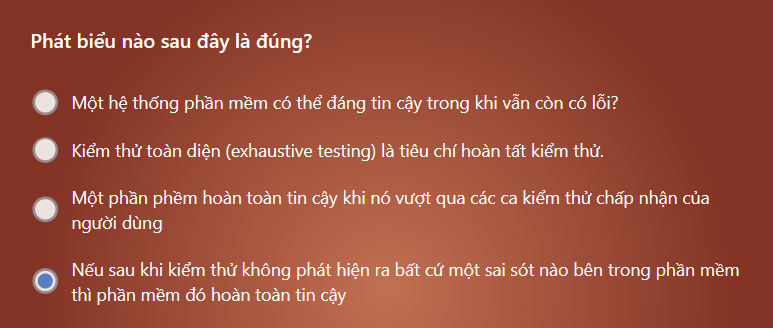 Phát biểu nào sau đây là đúng?
Một hệ thống phần mềm có thể đáng tin cậy trong khi vẫn còn có lỗi?
Kiểm thử toàn diện (exhaustive testing) là tiêu chí hoàn tất kiểm thử.
Một phần phềm hoàn toàn tin cậy khi nó vượt qua các ca kiểm thử chấp nhận của
người dùng
Nếu sau khi kiểm thử không phát hiện ra bất cứ một sai sót nào bên trong phần mềm
thì phần mềm đó hoàn toàn tin cậy